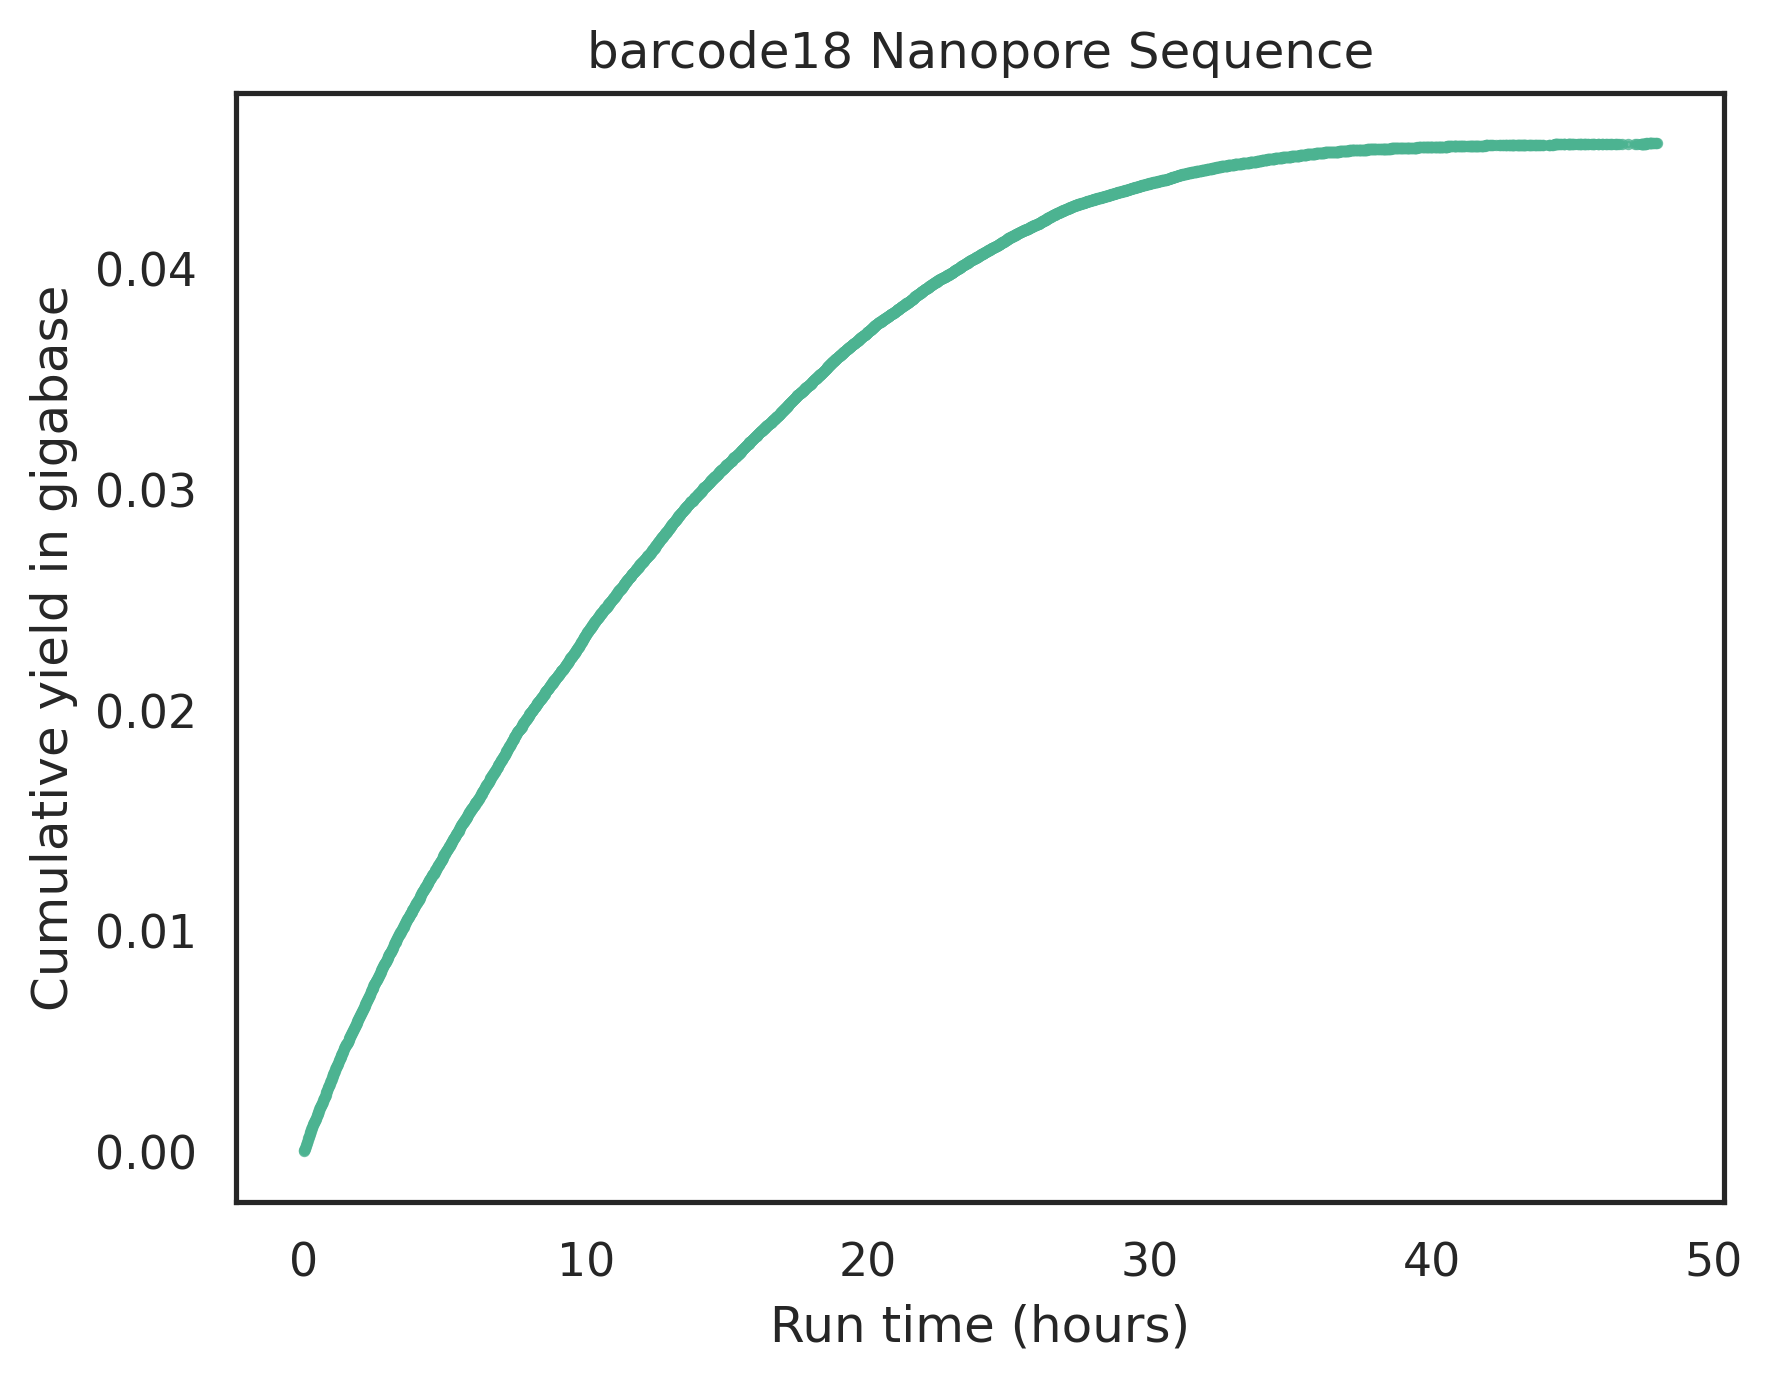 barcode18 Nanopore Sequence
Cumulative yield in gigabase
0.04
0.03
0.02
0.01
0.00
0 10 20 30 40 50
Run time (hours)